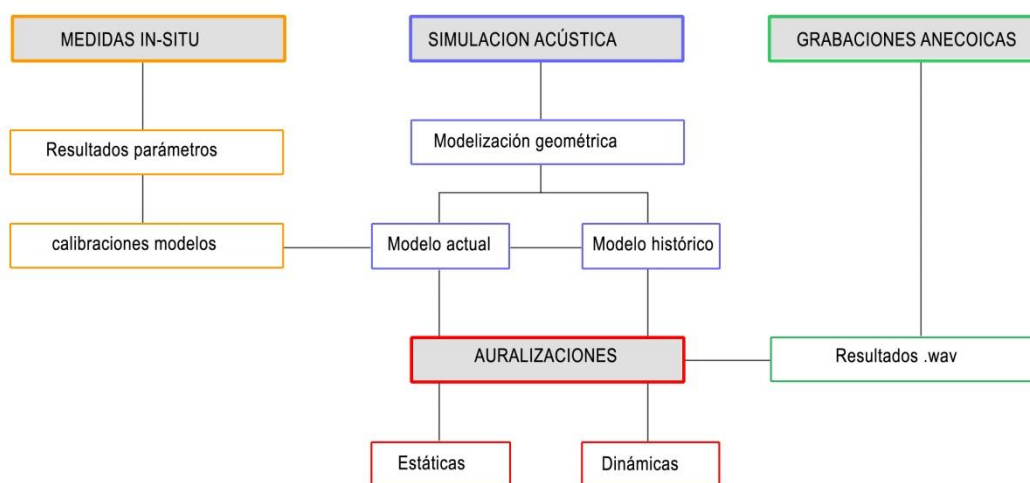 MEDIDAS IN-SITU
SIMULACION ACÚSTICA
GRABACIONES ANECOICAS
Resultados parámetros
Modelización geométrica
calibraciones modelos
Modelo actual
Modelo histórico
AURALIZACIONES
Resultados .wav
Estáticas
Dinámicas